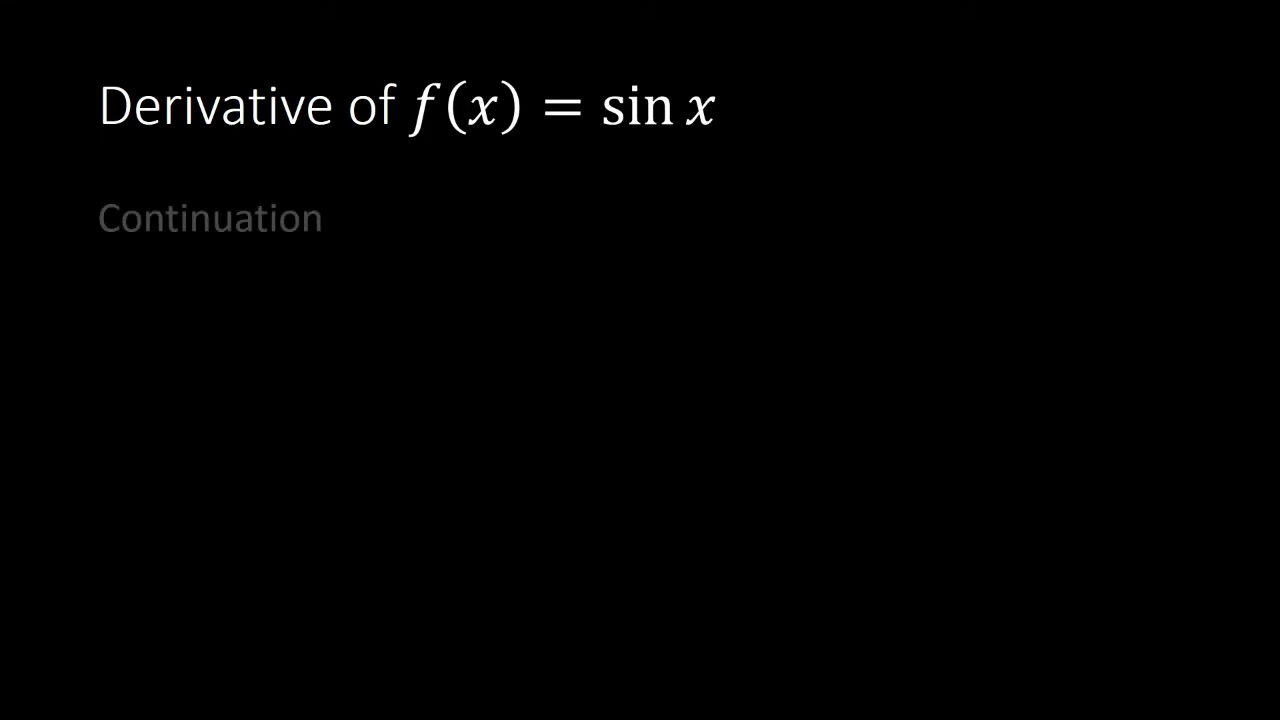 Derivative of 𝑓(𝑥) = sin 𝑥
Continuation